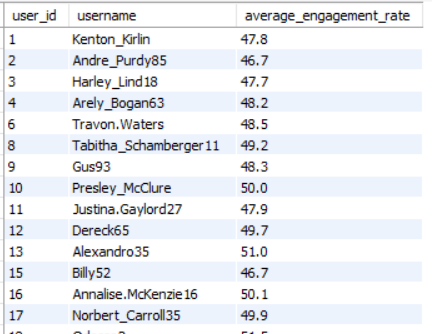 user_id username average_engagement_rate
1 Kenton_Kirlin 47.8
2 Andre_Purdy85 46.7
3 Harley_Lind18 47.7
4 Arely_Bogan63 48.2
6 Travon.Waters 48.5
8 Tabitha_Schamberger11 49.2
9 Gus93 48.3
10 Presley_McClure 50.0
11 Justina.Gaylord27 47.9
12 Dereck65 49.7
13 Alexandro35 51.0
15 Billy52 46.7
16 Annalise.McKenzie16 50.1
17 Norbert_Carroll35 49.9